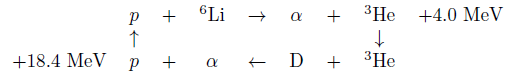 p + ⁶Li → α + ³He +4.0 MeV
↑ ↓
+18.4 MeV p + α ← D + ³He